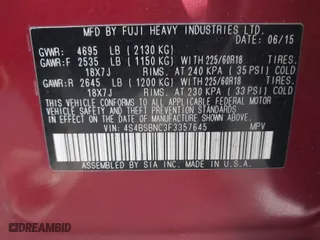 MFD BY FUJI HEAVY INDUSTRIES LTD. DATE 06/15
GVWR: 4695 LB (2130 KG)
GAWR:F 2535 LB (1150 KG) WITH 225/60R18 TIRES.
18X7J RIMS. AT 240 KPA (35 PSI) COLD
GAWR:R 2645 LB (1200 KG) WITH 225/60R18 TIRES.
18X7J RIMS. AT 230 KPA (33 PSI) COLD
THIS VEHICLE CONFORMS TO ALL APPLICABLE FEDERAL MOTOR
VEHICLE SAFETY, BUMPER, AND THEFT PREVENTION
STANDARDS IN EFFECT ON THE DATE OF MANUFACTURE
SHOWN ABOVE.
VIN: 4S4BSBNC3F3357645 MPV
ASSEMBLED BY SIA INC. IN U.S.A.
DREAMBID